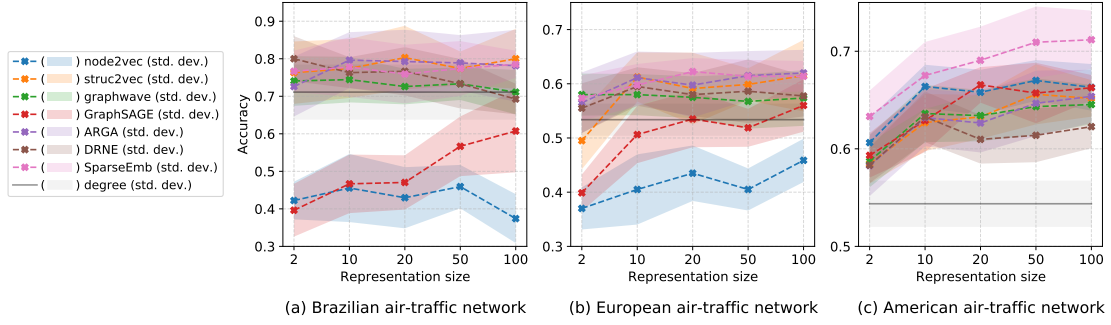 ( ) node2vec (std. dev.)
( ) struc2vec (std. dev.)
( ) graphwave (std. dev.)
( ) GraphSAGE (std. dev.)
( ) ARGA (std. dev.)
( ) DRNE (std. dev.)
( ) SparseEmb (std. dev.)
( ) degree (std. dev.)
Accuracy
0.9
0.8
0.7
0.6
0.5
0.4
0.3
2 10 20 50 100
Representation size
(a) Brazilian air-traffic network
0.7
0.6
0.5
0.4
0.3
2 10 20 50 100
Representation size
(b) European air-traffic network
0.7
0.6
0.5
2 10 20 50 100
Representation size
(c) American air-traffic network